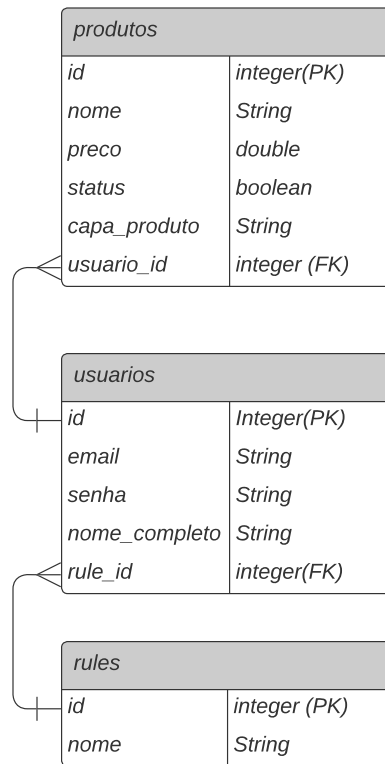 produtos
id integer(PK)
nome String
preco double
status boolean
capa_produto String
usuario_id integer (FK)
usuarios
id Integer(PK)
email String
senha String
nome_completo String
rule_id integer(FK)
rules
id integer (PK)
nome String